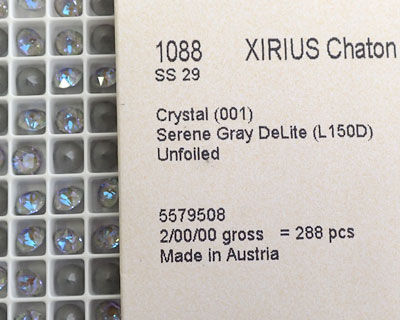 1088 XIRIUS Chaton
SS 29
Crystal (001)
Serene Gray DeLite (L150D)
Unfoiled
5579508
2/00/00 gross = 288 pcs
Made in Austria